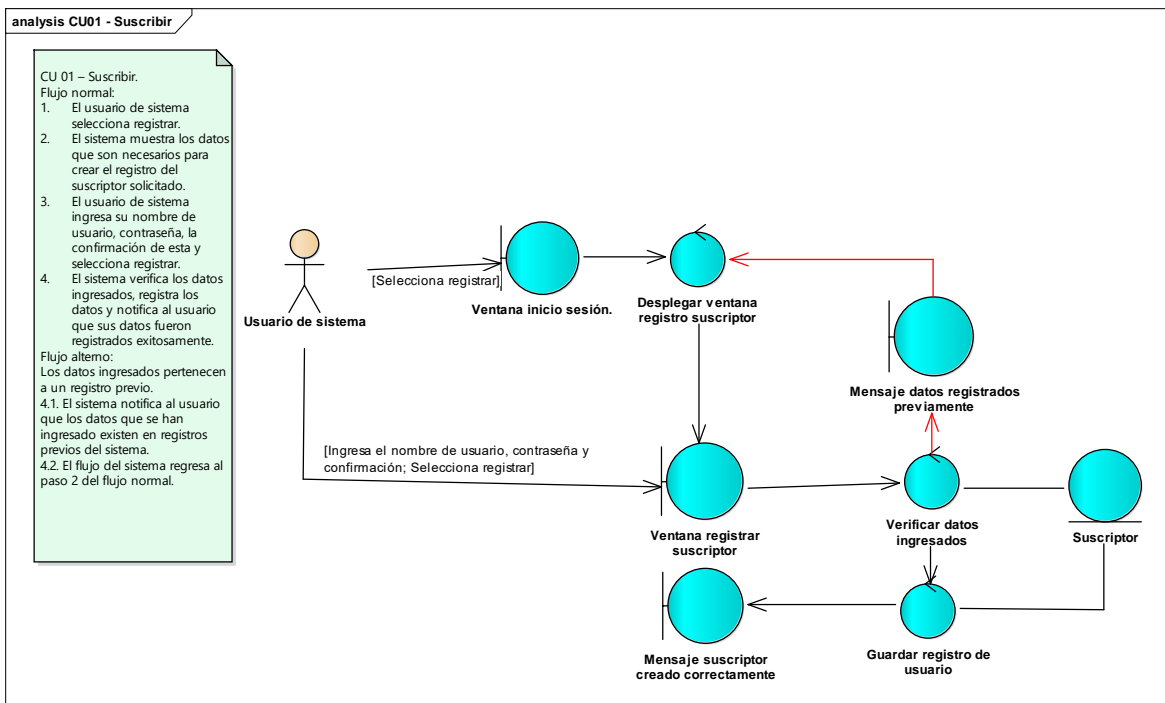 analysis CU01 - Suscribir
CU 01 – Suscribir.
Flujo normal:
1. El usuario de sistema
selecciona registrar.
2. El sistema muestra los datos
que son necesarios para
crear el registro del
suscriptor solicitado.
3. El usuario de sistema
ingresa su nombre de
usuario, contraseña, la
confirmación de esta y
selecciona registrar.
4. El sistema verifica los datos
ingresados, registra los
datos y notifica al usuario
que sus datos fueron
registrados exitosamente.
Flujo alterno:
Los datos ingresados pertenecen
a un registro previo.
4.1. El sistema notifica al usuario
que los datos que se han
ingresado existen en registros
previos del sistema.
4.2. El flujo del sistema regresa al
paso 2 del flujo normal.
Usuario de sistema
[Selecciona registrar]
Ventana inicio sesión.
Desplegar ventana
registro suscriptor
Mensaje datos registrados
previamente
[Ingresa el nombre de usuario, contraseña y
confirmación; Selecciona registrar]
Ventana registrar
suscriptor
Verificar datos
ingresados
Suscriptor
Mensaje suscriptor
creado correctamente
Guardar registro de
usuario